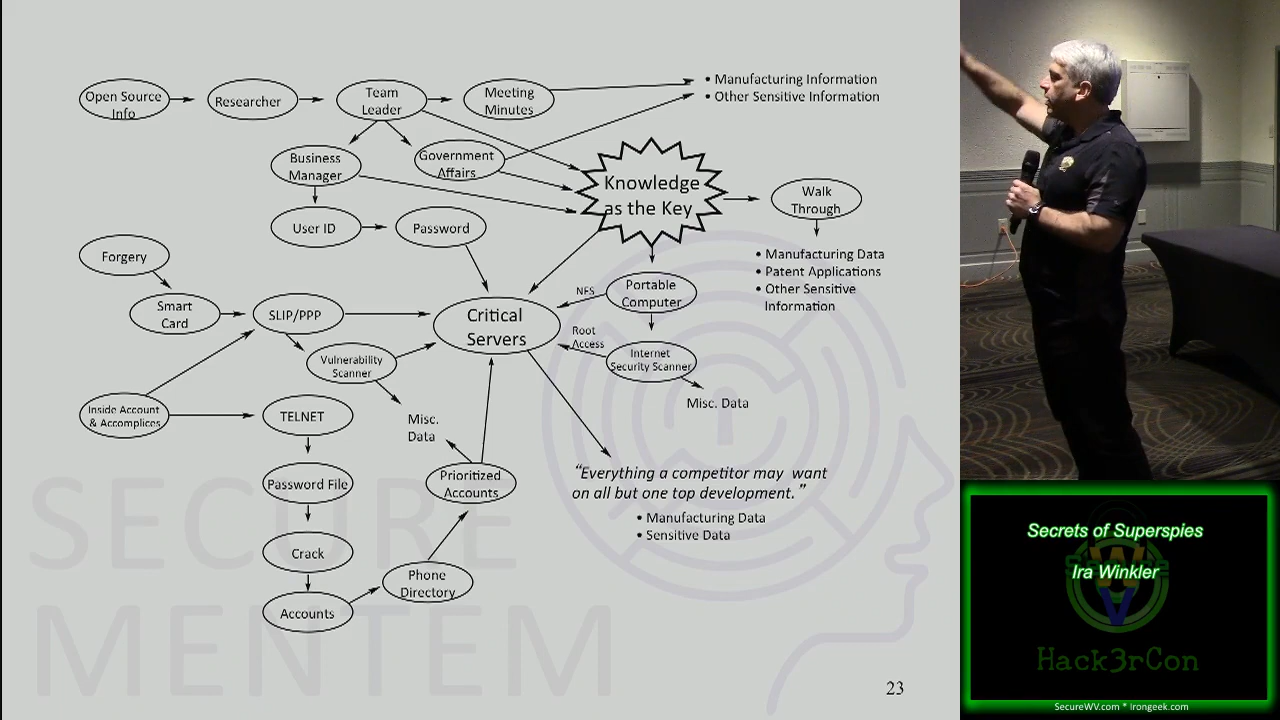 Open Source
Info
Researcher
Team
Leader
Meeting
Minutes
• Manufacturing Information
• Other Sensitive Information
Business
Manager
Government
Affairs
Knowledge
as the Key
Walk
Through
User ID
Password
Forgery
• Manufacturing Data
• Patent Applications
• Other Sensitive
Information
Smart
Card
SLIP/PPP
Critical
Servers
NFS
Portable
Computer
Root
Access
Vulnerability
Scanner
Internet
Security Scanner
Misc. Data
Inside Account
& Accomplices
TELNET
Misc.
Data
Password File
Prioritized
Accounts
“Everything a competitor may want
on all but one top development.”
• Manufacturing Data
• Sensitive Data
Crack
Phone
Directory
Accounts
SECURE
MENTEM
23
Secrets of Superspies
Ira Winkler
WV
Hack3rCon
SecureWV.com * Irongeek.com